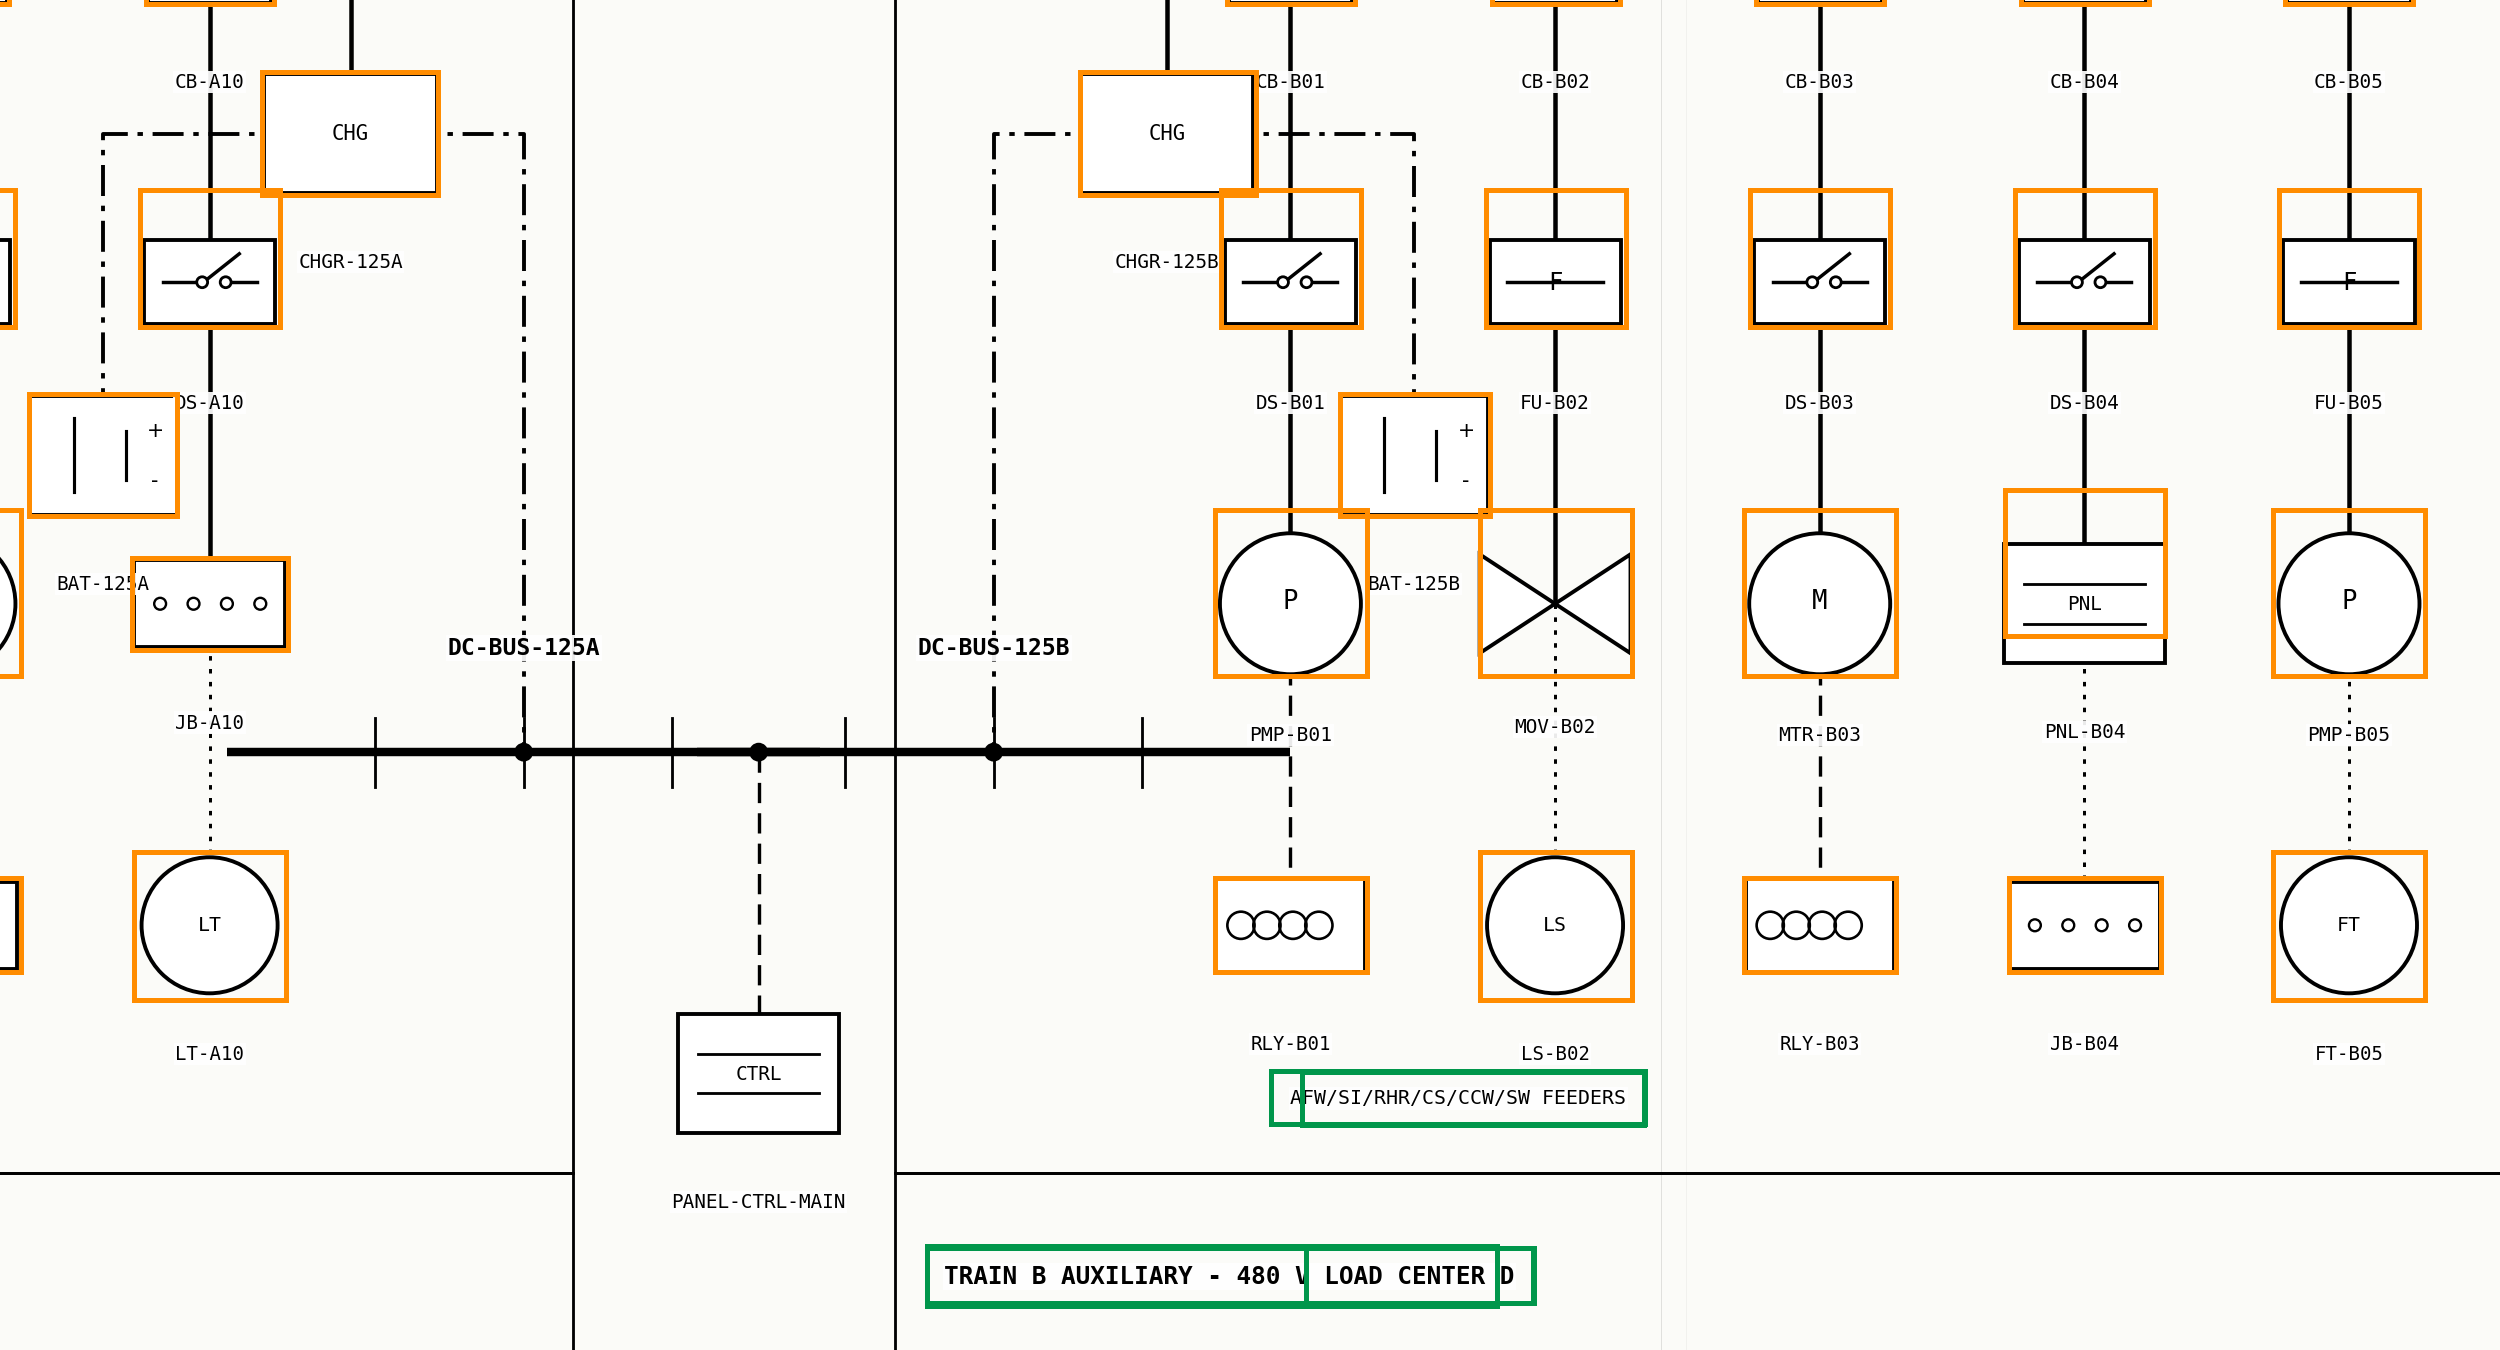 CB-A10
CB-B01
CB-B02
CB-B03
CB-B04
CB-B05
CHG
CHG
CHGR-125A
CHGR-125B
F
F
DS-A10
DS-B01
FU-B02
DS-B03
DS-B04
FU-B05
+
-
+
-
BAT-125A
BAT-125B
P
M
PNL
P
DC-BUS-125A
DC-BUS-125B
JB-A10
PMP-B01
MOV-B02
MTR-B03
PNL-B04
PMP-B05
LT
LS
FT
LT-A10
RLY-B01
LS-B02
RLY-B03
JB-B04
FT-B05
CTRL
AFW/SI/RHR/CS/CCW/SW FEEDERS
PANEL-CTRL-MAIN
TRAIN B AUXILIARY - 480 V LOAD CENTER D